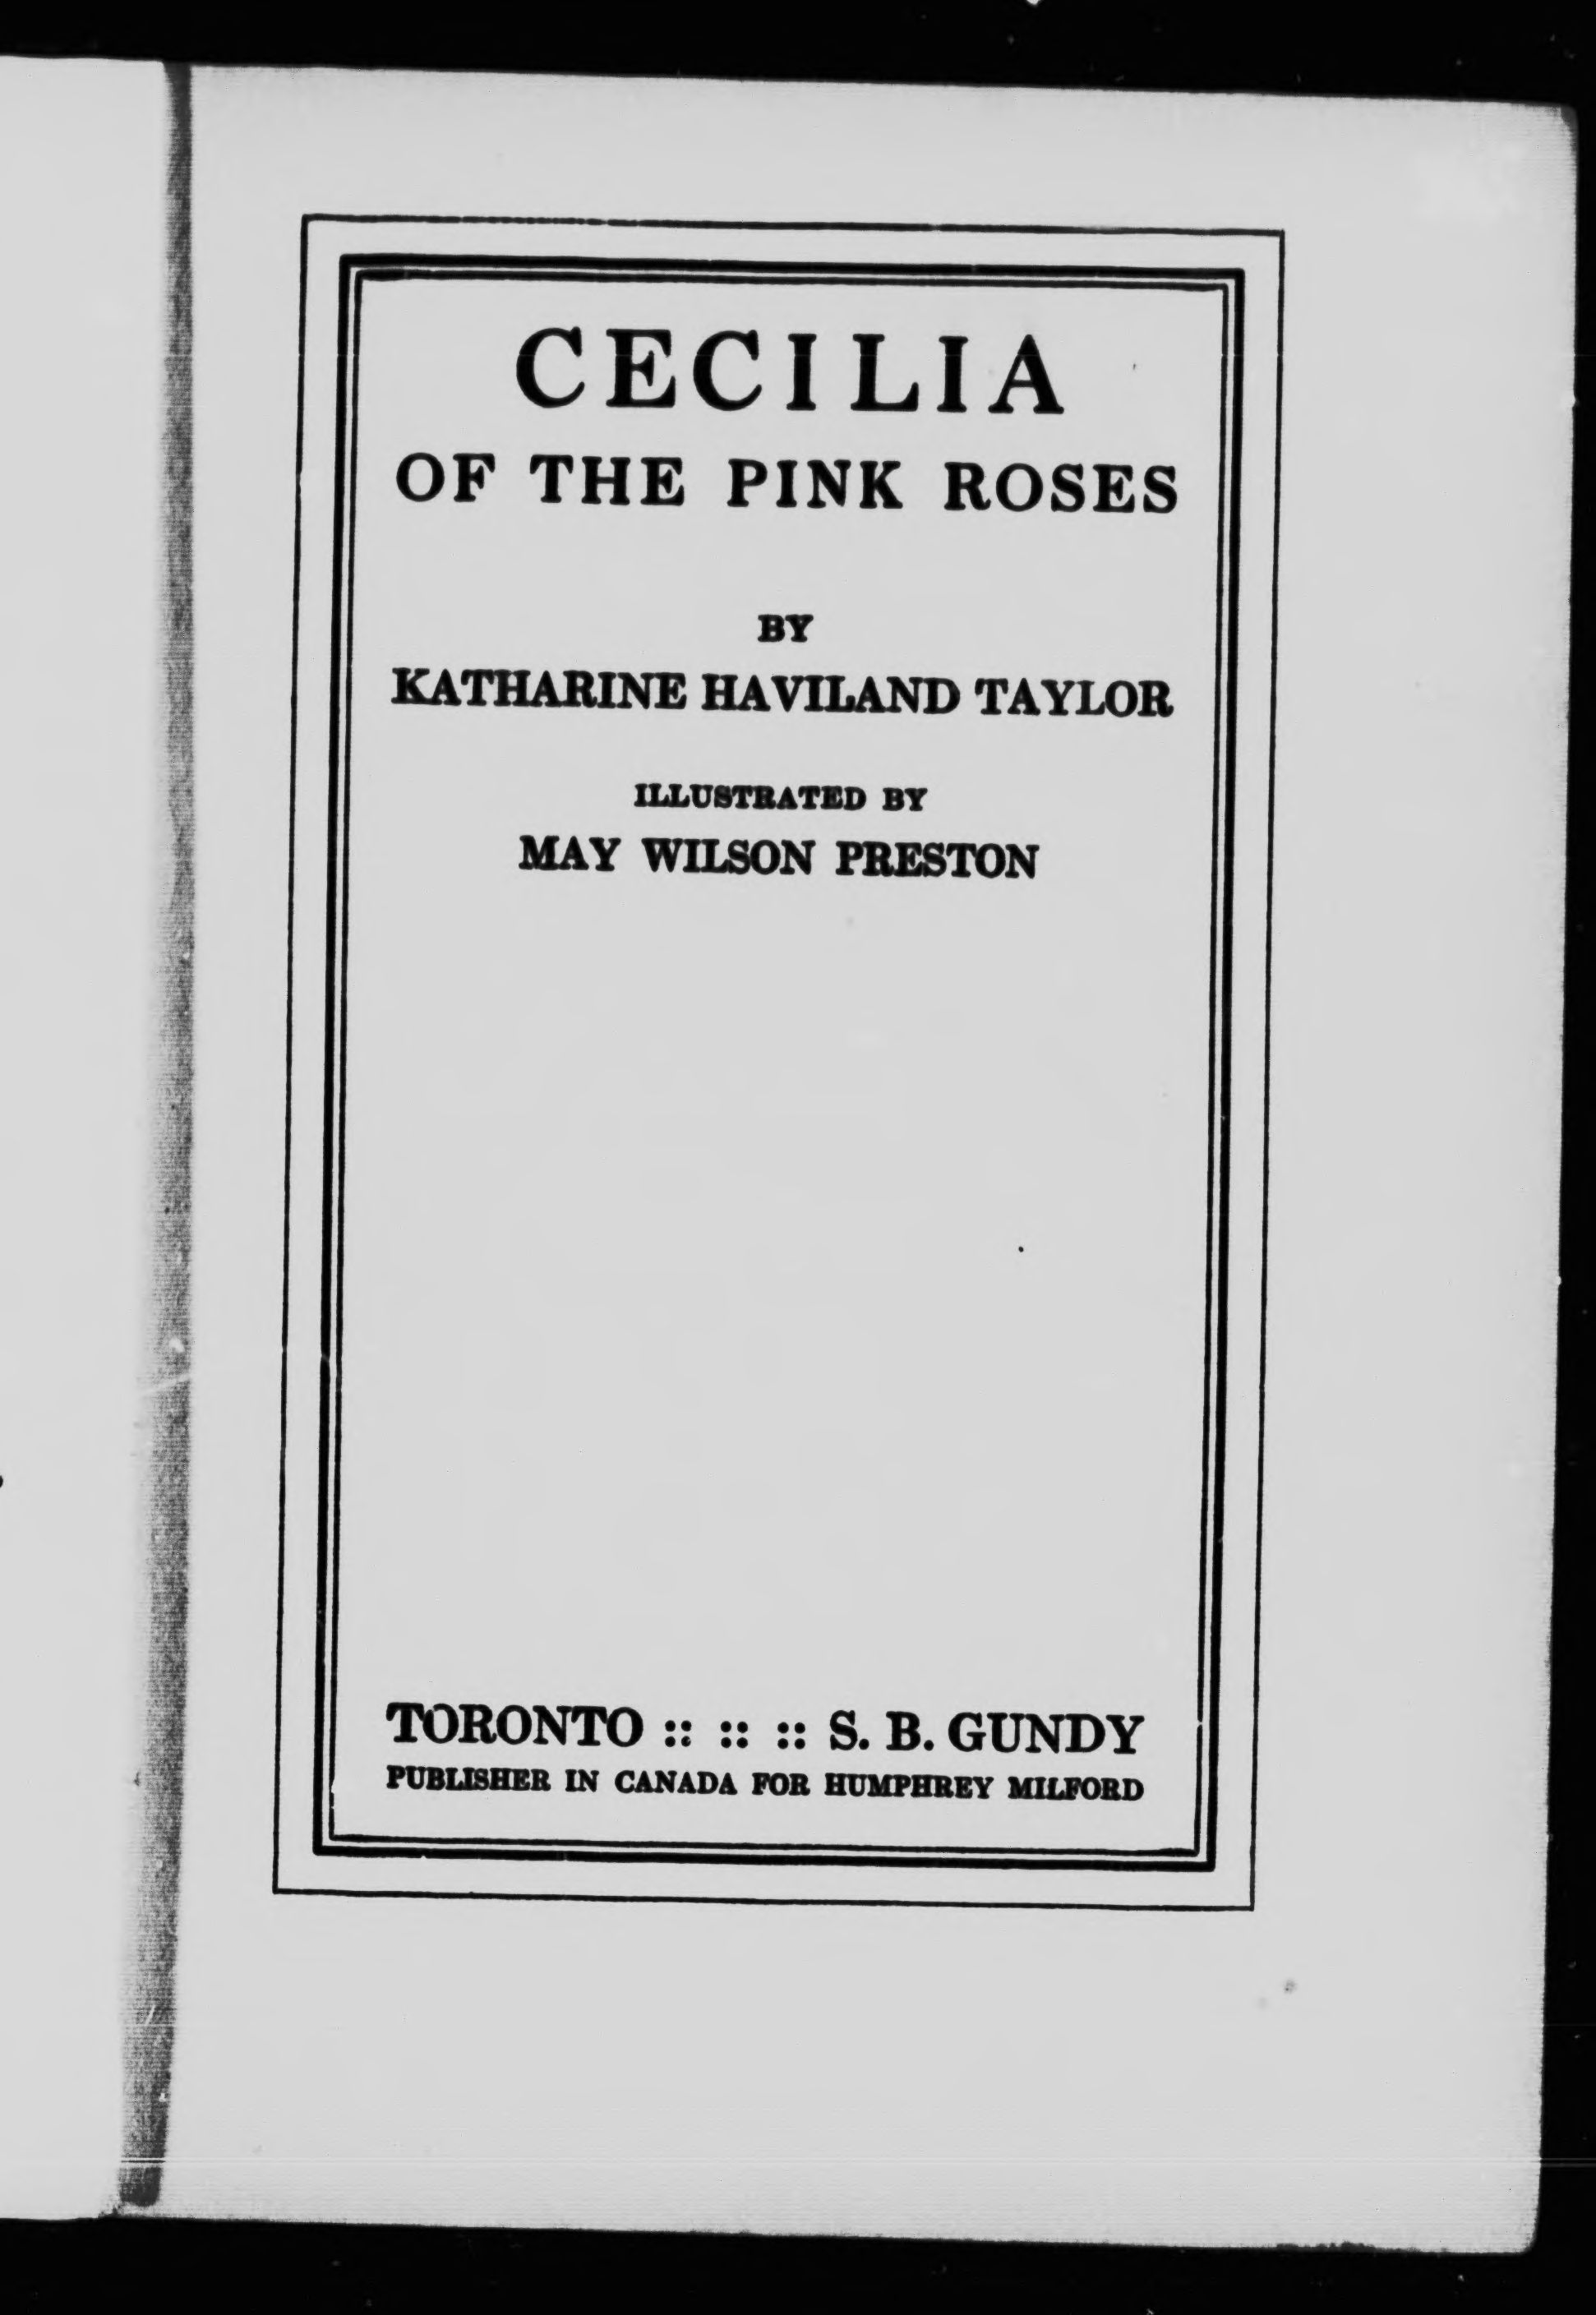 CECILIA
OF THE PINK ROSES
BY
KATHARINE HAVILAND TAYLOR
ILLUSTRATED BY
MAY WILSON PRESTON
TORONTO :: :: :: S. B. GUNDY
PUBLISHER IN CANADA FOR HUMPHREY MILFORD